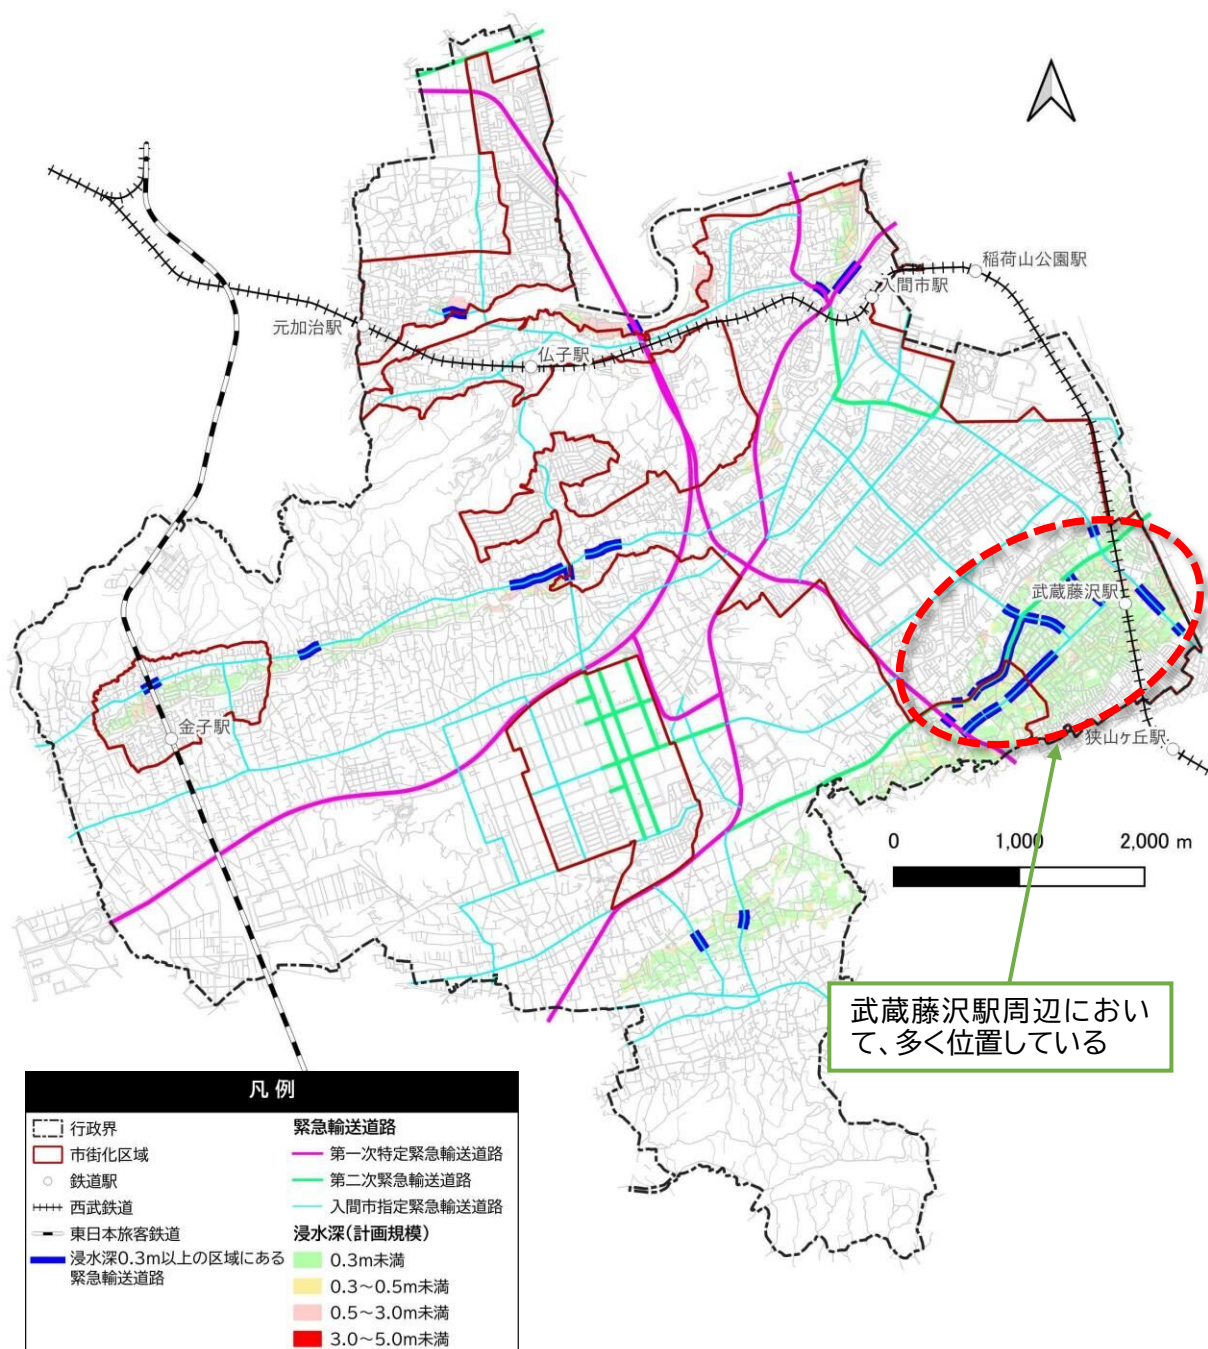 稲荷山公園駅
入間市駅
元加治駅
仏子駅
武蔵藤沢駅
金子駅
狭山ヶ丘駅
0 1,000 2,000 m
武蔵藤沢駅周辺におい
て、多く位置している
凡例
行政界
市街化区域
鉄道駅
西武鉄道
東日本旅客鉄道
浸水深0.3m以上の区域にある
緊急輸送道路
緊急輸送道路
第一次特定緊急輸送道路
第二次緊急輸送道路
入間市指定緊急輸送道路
浸水深(計画規模)
0.3m未満
0.3~0.5m未満
0.5~3.0m未満
3.0~5.0m未満